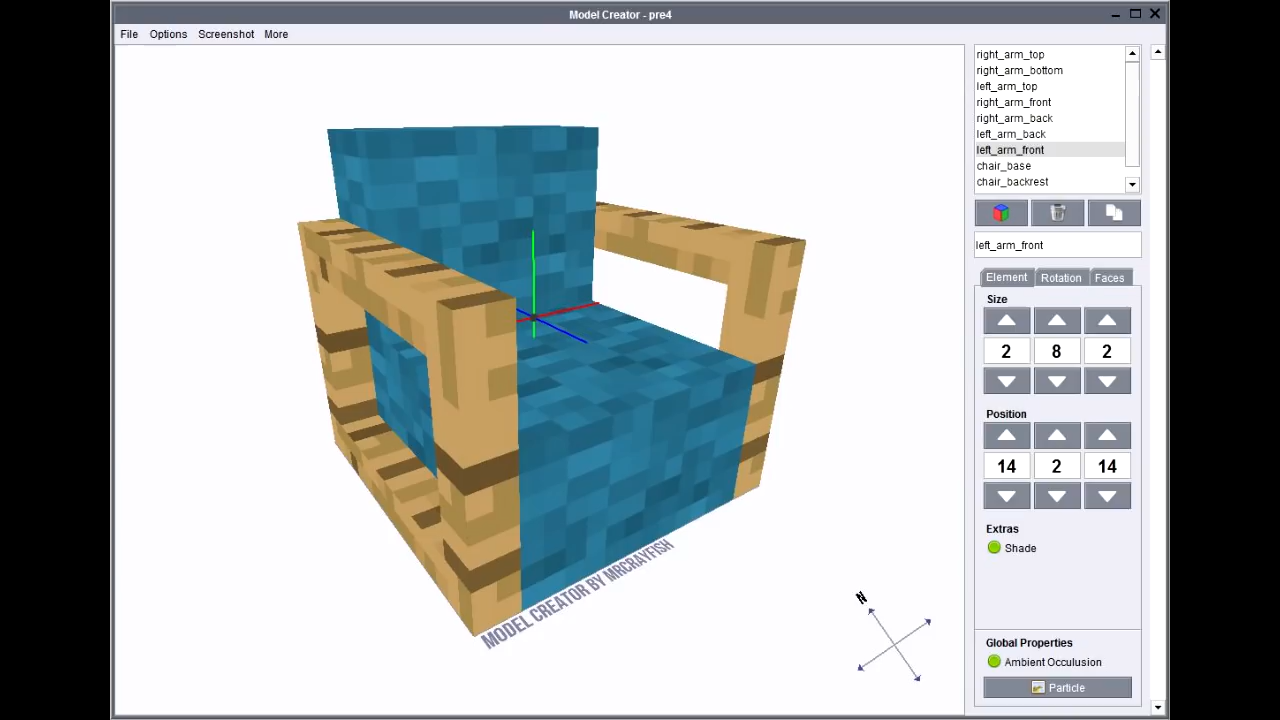 Model Creator - pre4
File Options Screenshot More
right_arm_top
right_arm_bottom
left_arm_top
right_arm_front
right_arm_back
left_arm_back
left_arm_front
chair_base
chair_backrest
left_arm_front
Element Rotation Faces
Size
2 8 2
Position
14 2 14
Extras
Shade
MODEL CREATOR BY MRCRAYFISH
N
Global Properties
Ambient Occulusion
Particle